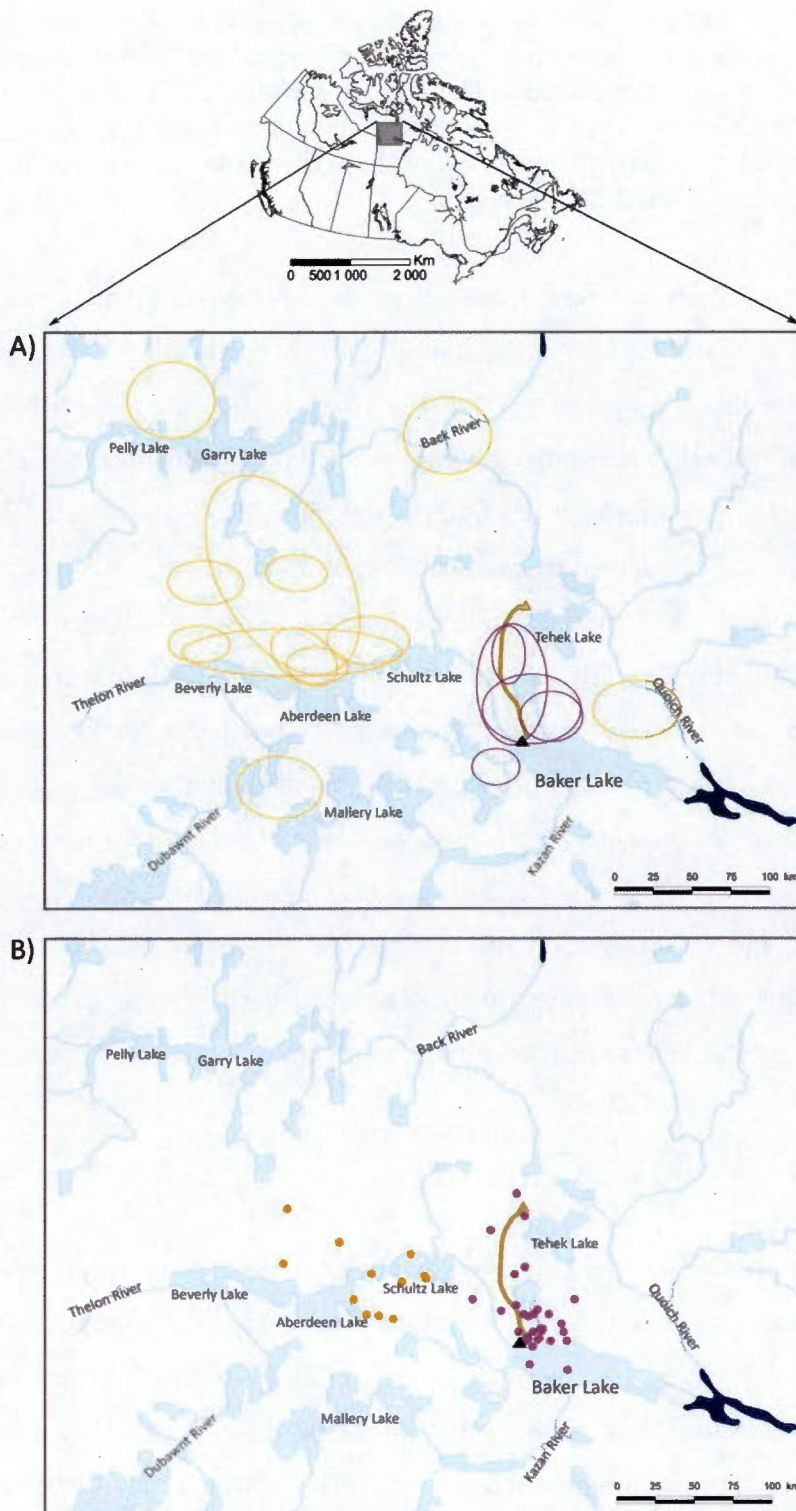 Km
0 500 1 000 2 000
A)
Back River
Pelly Lake
Garry Lake
Tehek Lake
Schultz Lake
Thelon River
Beverly Lake
Quoich River
Aberdeen Lake
Baker Lake
Mallery Lake
Dubawnt River
Kazan River
0 25 50 75 100 km
B)
Back River
Pelly Lake
Garry Lake
Tehek Lake
Schultz Lake
Thelon River
Beverly Lake
Quoich River
Aberdeen Lake
Baker Lake
Mallery Lake
Dubawnt River
Kazan River
0 25 50 75 100 km